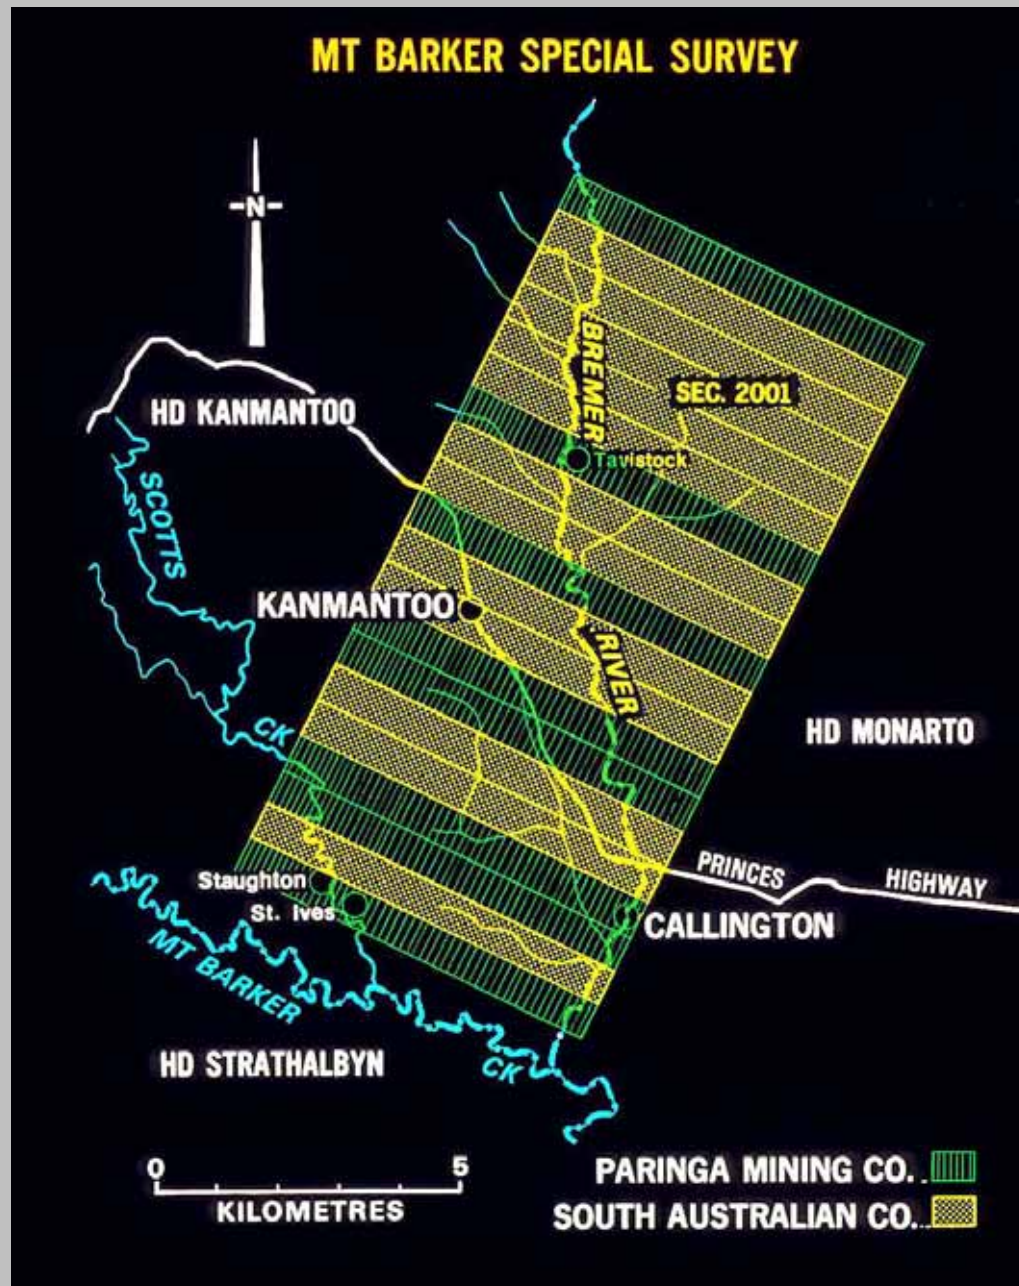 MT BARKER SPECIAL SURVEY
N
BREMER
SEC. 2001
HD KANMANTOO
Tavistock
SCOTTS
KANMANTOO
RIVER
CK
HD MONARTO
PRINCES
HIGHWAY
Staughton
St. Ives
CALLINGTON
MT BARKER
CK
HD STRATHALBYN
0 5
KILOMETRES
PARINGA MINING CO..
SOUTH AUSTRALIAN CO...